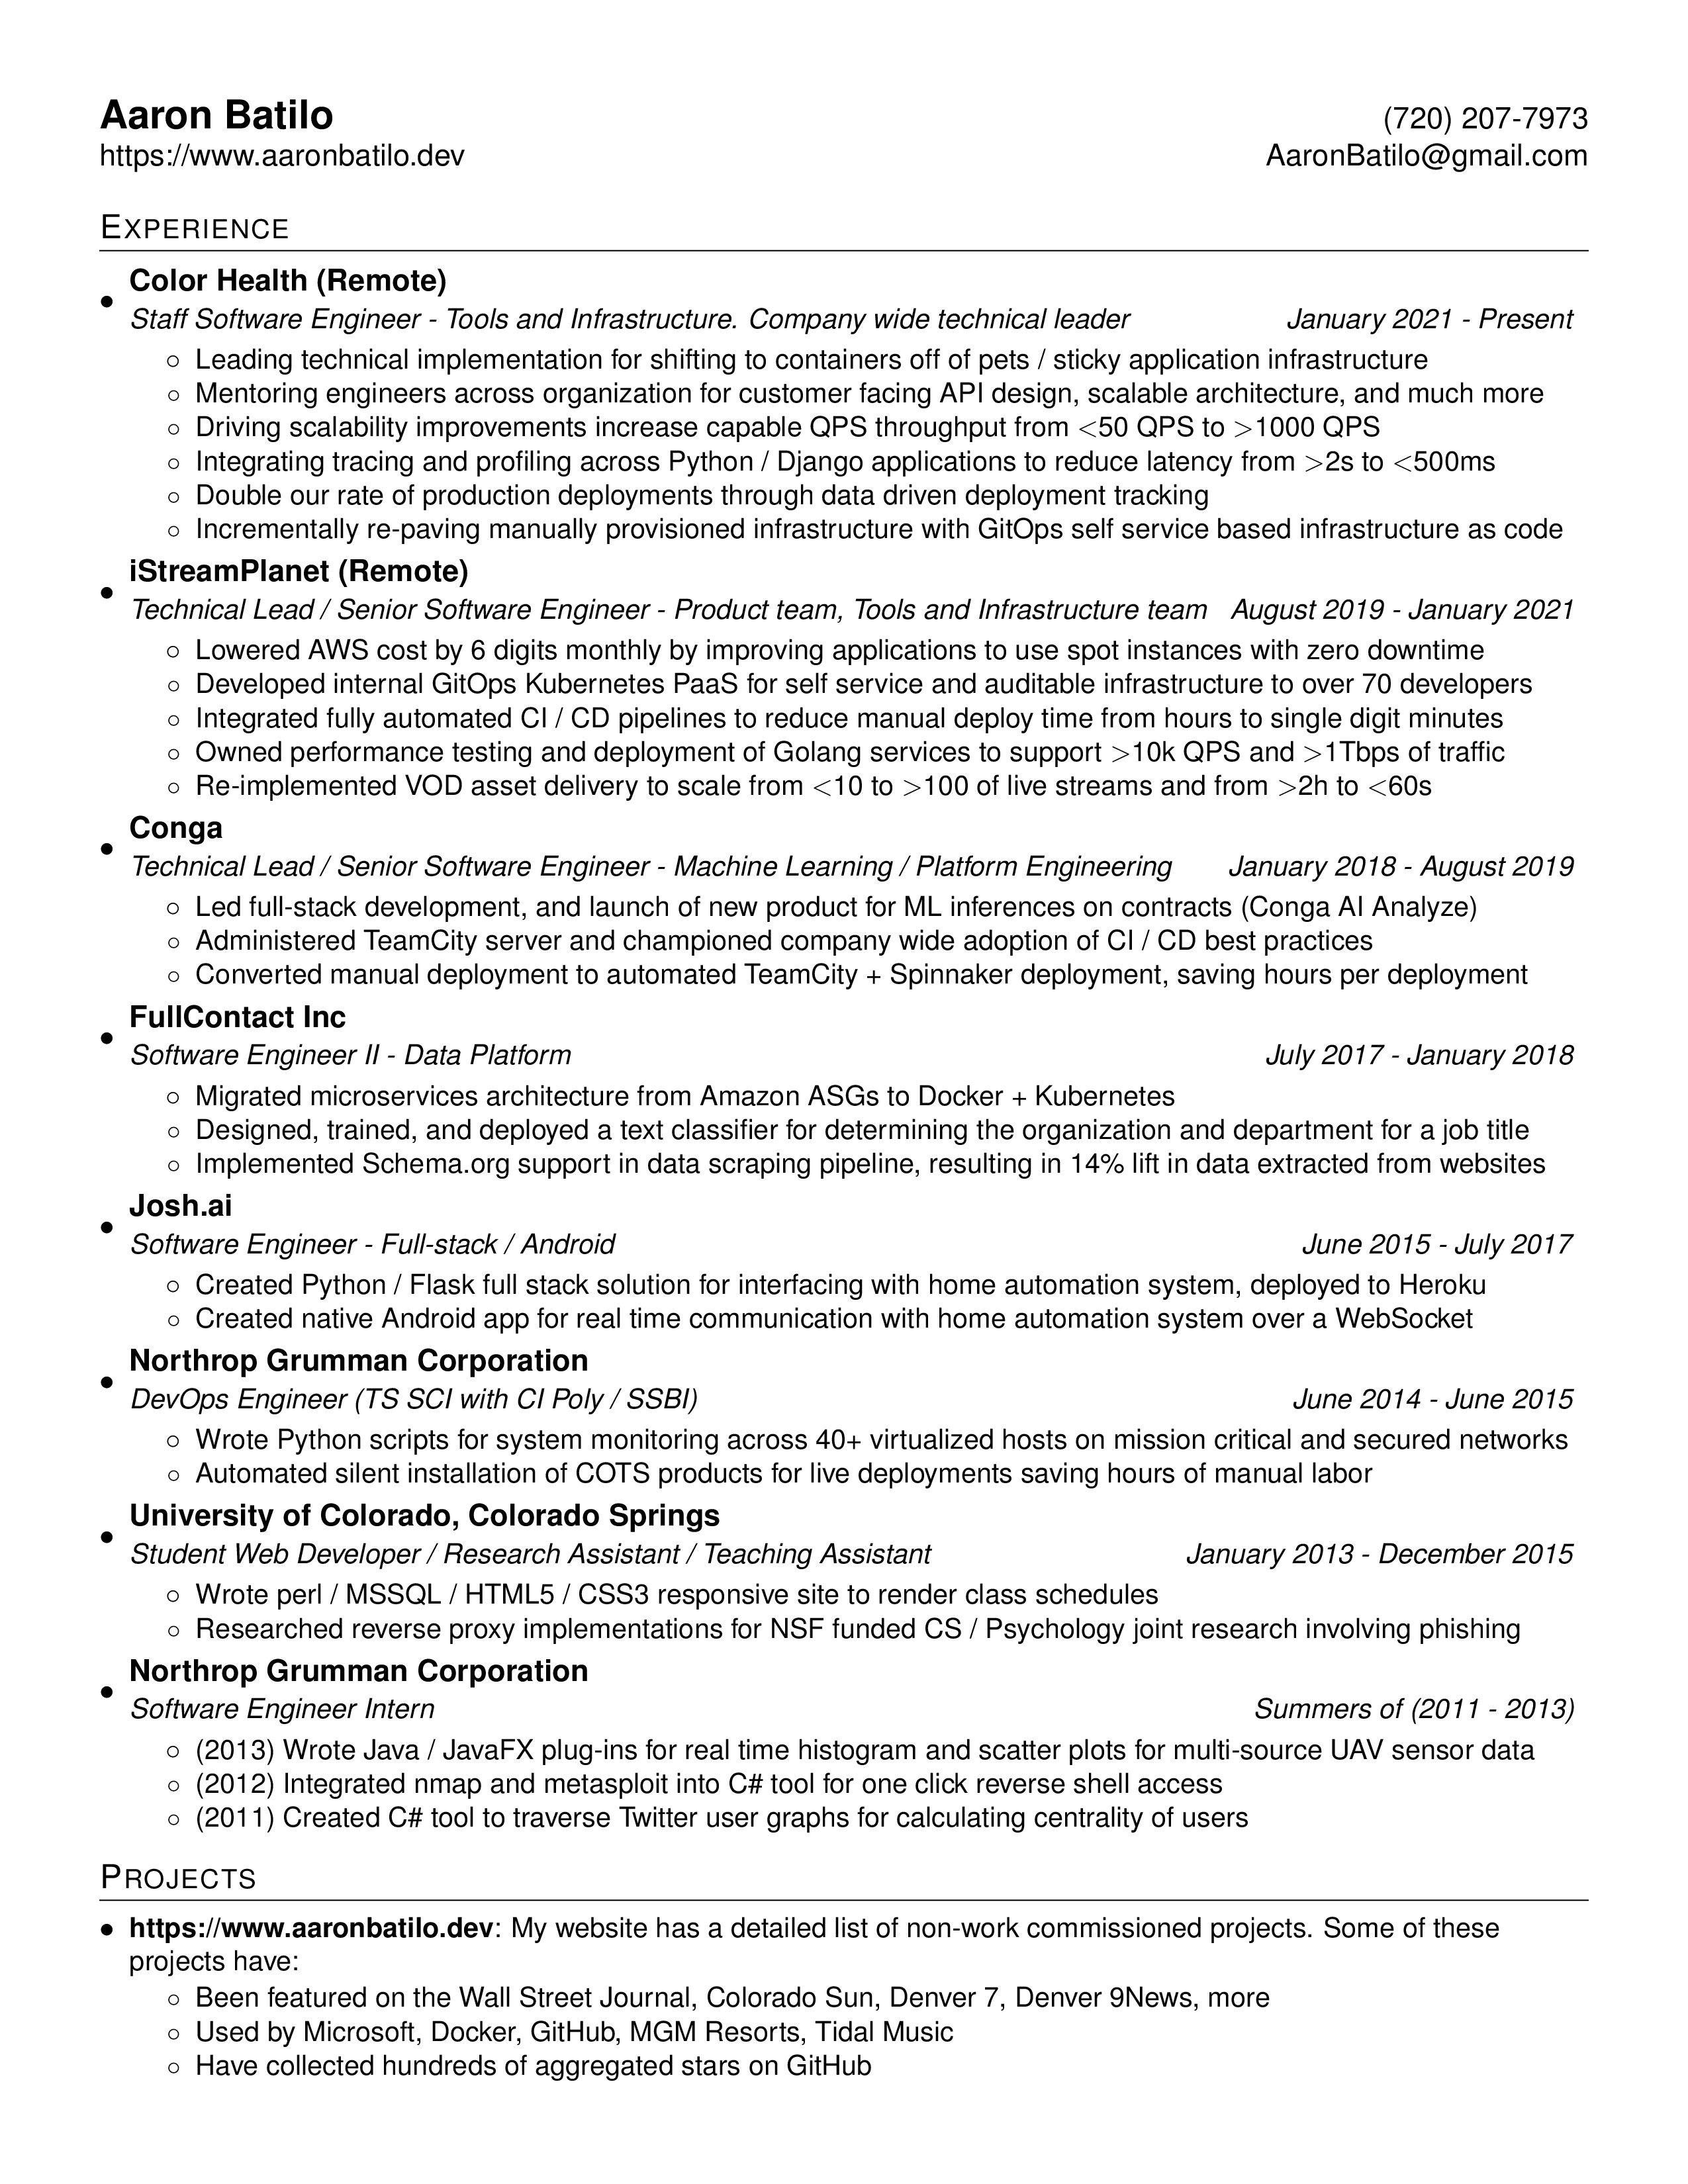 Aaron Batilo
(720) 207-7973
https://www.aaronbatilo.dev
AaronBatilo@gmail.com
EXPERIENCE
• Color Health (Remote)
Staff Software Engineer - Tools and Infrastructure. Company wide technical leader January 2021 - Present
◦ Leading technical implementation for shifting to containers off of pets / sticky application infrastructure
◦ Mentoring engineers across organization for customer facing API design, scalable architecture, and much more
◦ Driving scalability improvements increase capable QPS throughput from <50 QPS to >1000 QPS
◦ Integrating tracing and profiling across Python / Django applications to reduce latency from >2s to <500ms
◦ Double our rate of production deployments through data driven deployment tracking
◦ Incrementally re-paving manually provisioned infrastructure with GitOps self service based infrastructure as code
• iStreamPlanet (Remote)
Technical Lead / Senior Software Engineer - Product team, Tools and Infrastructure team August 2019 - January 2021
◦ Lowered AWS cost by 6 digits monthly by improving applications to use spot instances with zero downtime
◦ Developed internal GitOps Kubernetes PaaS for self service and auditable infrastructure to over 70 developers
◦ Integrated fully automated CI / CD pipelines to reduce manual deploy time from hours to single digit minutes
◦ Owned performance testing and deployment of Golang services to support >10k QPS and >1Tbps of traffic
◦ Re-implemented VOD asset delivery to scale from <10 to >100 of live streams and from >2h to <60s
• Conga
Technical Lead / Senior Software Engineer - Machine Learning / Platform Engineering January 2018 - August 2019
◦ Led full-stack development, and launch of new product for ML inferences on contracts (Conga AI Analyze)
◦ Administered TeamCity server and championed company wide adoption of CI / CD best practices
◦ Converted manual deployment to automated TeamCity + Spinnaker deployment, saving hours per deployment
• FullContact Inc
Software Engineer II - Data Platform July 2017 - January 2018
◦ Migrated microservices architecture from Amazon ASGs to Docker + Kubernetes
◦ Designed, trained, and deployed a text classifier for determining the organization and department for a job title
◦ Implemented Schema.org support in data scraping pipeline, resulting in 14% lift in data extracted from websites
• Josh.ai
Software Engineer - Full-stack / Android June 2015 - July 2017
◦ Created Python / Flask full stack solution for interfacing with home automation system, deployed to Heroku
◦ Created native Android app for real time communication with home automation system over a WebSocket
• Northrop Grumman Corporation
DevOps Engineer (TS SCI with CI Poly / SSBI) June 2014 - June 2015
◦ Wrote Python scripts for system monitoring across 40+ virtualized hosts on mission critical and secured networks
◦ Automated silent installation of COTS products for live deployments saving hours of manual labor
• University of Colorado, Colorado Springs
Student Web Developer / Research Assistant / Teaching Assistant January 2013 - December 2015
◦ Wrote perl / MSSQL / HTML5 / CSS3 responsive site to render class schedules
◦ Researched reverse proxy implementations for NSF funded CS / Psychology joint research involving phishing
• Northrop Grumman Corporation
Software Engineer Intern Summers of (2011 - 2013)
◦ (2013) Wrote Java / JavaFX plug-ins for real time histogram and scatter plots for multi-source UAV sensor data
◦ (2012) Integrated nmap and metasploit into C# tool for one click reverse shell access
◦ (2011) Created C# tool to traverse Twitter user graphs for calculating centrality of users
PROJECTS
• https://www.aaronbatilo.dev: My website has a detailed list of non-work commissioned projects. Some of these
projects have:
◦ Been featured on the Wall Street Journal, Colorado Sun, Denver 7, Denver 9News, more
◦ Used by Microsoft, Docker, GitHub, MGM Resorts, Tidal Music
◦ Have collected hundreds of aggregated stars on GitHub